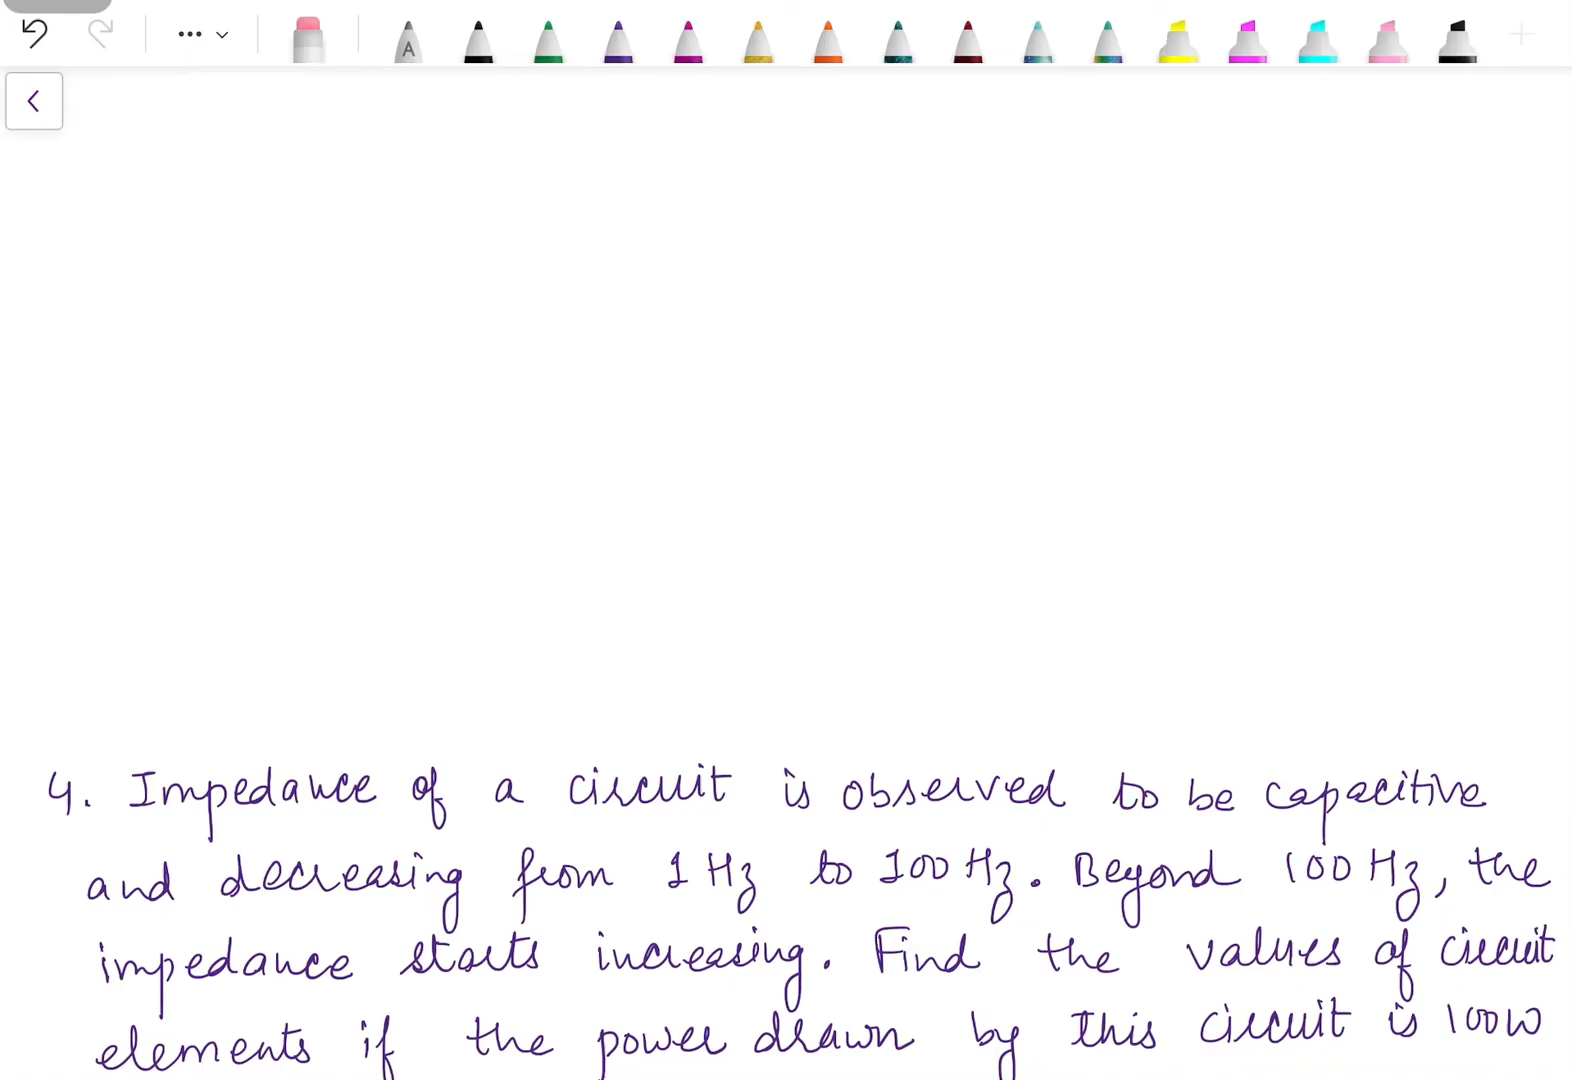 A
4. Impedance of a circuit is observed to be capacitive
and decreasing from 1 Hz to 100 Hz. Beyond 100 Hz, the
impedance starts increasing. Find the values of circuit
elements if the power drawn by this circuit is 100W